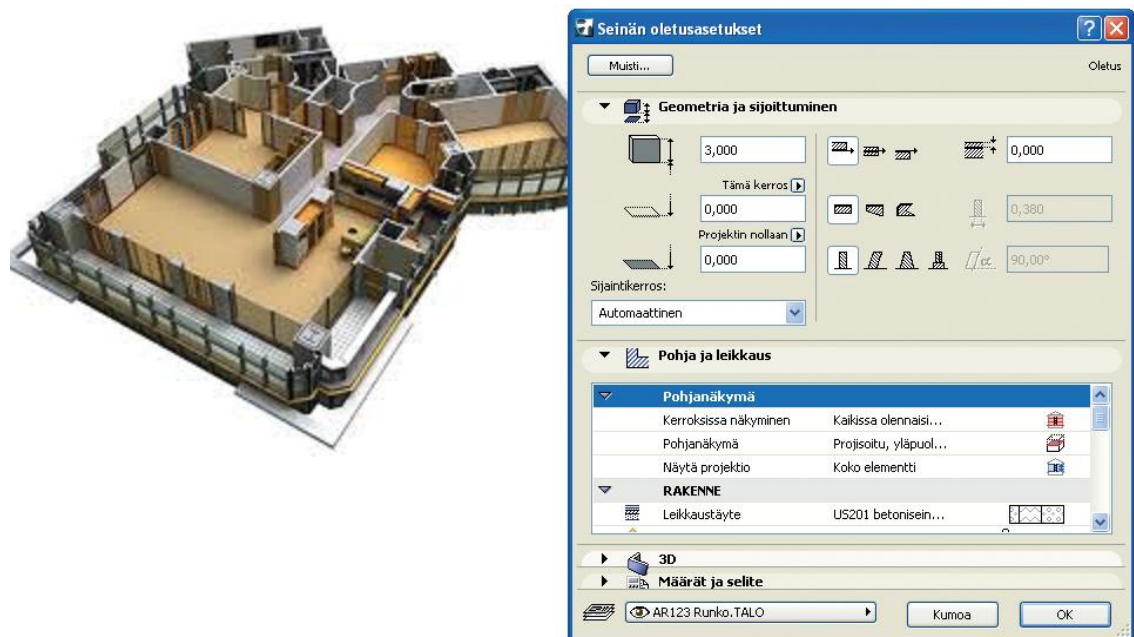 Seinän oletusasetukset
Muisti...
Oletus
Geometria ja sijoittuminen
3,000
0,000
Tämä kerros
0,000
0,380
Projektin nollaan
0,000
90,00°
Sijaintikerros:
Automaattinen
Pohja ja leikkaus
Pohjanäkymä
Kerroksissa näkyminen Kaikissa olennaisi...
Pohjanäkymä Projisoitu, yläpuol...
Näytä projektio Koko elementti
RAKENNE
Leikkaustäyte US201 betonisein...
3D
Määrät ja selite
AR123 Runko.TALO
Kumoa
OK